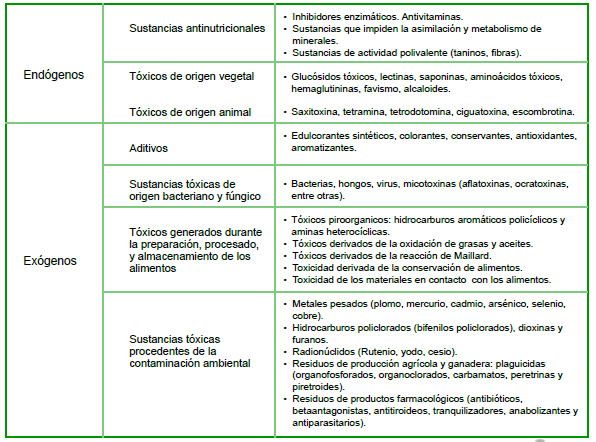 Endógenos
Sustancias antinutricionales
• Inhibidores enzimáticos. Antivitaminas.
• Sustancias que impiden la asimilación y metabolismo de
minerales.
• Sustancias de actividad polivalente (taninos, fibras).
Tóxicos de origen vegetal
• Glucósidos tóxicos, lectinas, saponinas, aminoácidos tóxicos,
hemaglutininas, favismo, alcaloides.
Tóxicos de origen animal
• Saxitoxina, tetramina, tetrodotomina, ciguatoxina, escombrotina.
Exógenos
Aditivos
• Edulcorantes sintéticos, colorantes, conservantes, antioxidantes,
aromatizantes.
Sustancias tóxicas de
origen bacteriano y fúngico
• Bacterias, hongos, virus, micotoxinas (aflatoxinas, ocratoxinas,
entre otras).
Tóxicos generados durante
la preparación, procesado,
y almacenamiento de los
alimentos
• Tóxicos piroorganicos: hidrocarburos aromáticos policíclicos y
aminas heterocíclicas.
• Tóxicos derivados de la oxidación de grasas y aceites.
• Tóxicos derivados de la reacción de Maillard.
• Toxicidad derivada de la conservación de alimentos.
• Toxicidad de los materiales en contacto con los alimentos.
Sustancias tóxicas
procedentes de la
contaminación ambiental
• Metales pesados (plomo, mercurio, cadmio, arsénico, selenio,
cobre).
• Hidrocarburos policlorados (bifenilos policlorados), dioxinas y
furanos.
• Radionúclidos (Rutenio, yodo, cesio).
• Residuos de producción agrícola y ganadera: plaguicidas
(organofosforados, organoclorados, carbamatos, peretrinas y
piretroides).
• Residuos de productos farmacológicos (antibióticos,
betaantagonistas, antitiroideos, tranquilizadores, anabolizantes y
antiparasitarios).